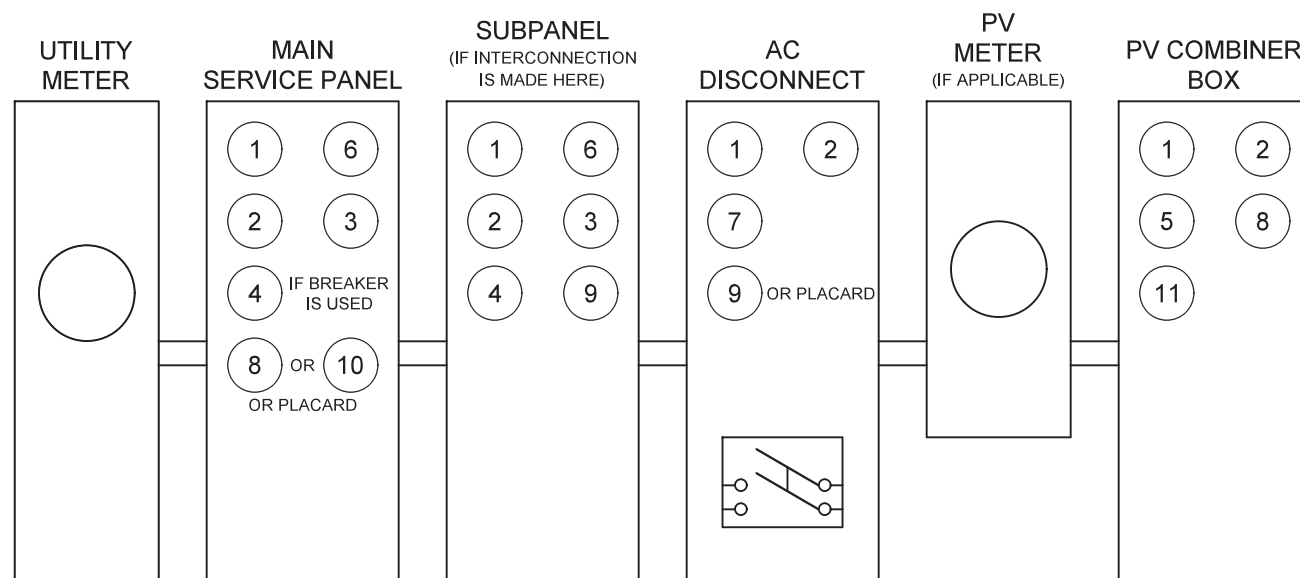 UTILITY
METER
MAIN
SERVICE PANEL
SUBPANEL
(IF INTERCONNECTION
IS MADE HERE)
AC
DISCONNECT
PV
METER
(IF APPLICABLE)
PV COMBINER
BOX
1 6
2 3
4 IF BREAKER
IS USED
8 OR 10
OR PLACARD
1 6
2 3
4 9
1 2
7
9 OR PLACARD
1 2
5 8
11